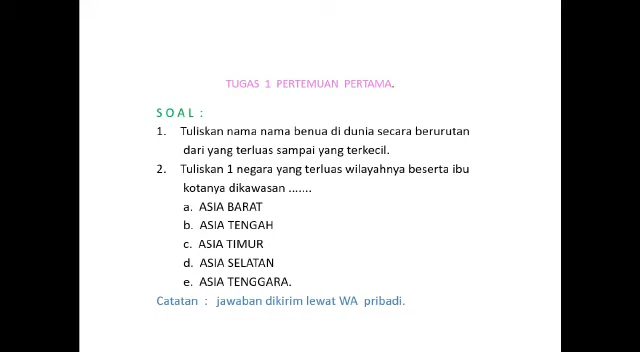 TUGAS 1 PERTEMUAN PERTAMA.
S O A L :
1. Tuliskan nama nama benua di dunia secara berurutan
dari yang terluas sampai yang terkecil.
2. Tuliskan 1 negara yang terluas wilayahnya beserta ibu
kotanya dikawasan .......
a. ASIA BARAT
b. ASIA TENGAH
c. ASIA TIMUR
d. ASIA SELATAN
e. ASIA TENGGARA.
Catatan : jawaban dikirim lewat WA pribadi.